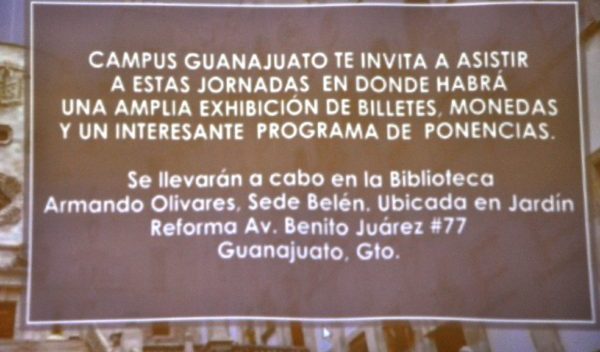 CAMPUS GUANAJUATO TE INVITA A ASISTIR
A ESTAS JORNADAS EN DONDE HABRÁ
UNA AMPLIA EXHIBICIÓN DE BILLETES, MONEDAS
Y UN INTERESANTE PROGRAMA DE PONENCIAS.
Se llevarán a cabo en la Biblioteca
Armando Olivares, Sede Belén. Ubicada en Jardín
Reforma Av. Benito Juárez #77
Guanajuato, Gto.